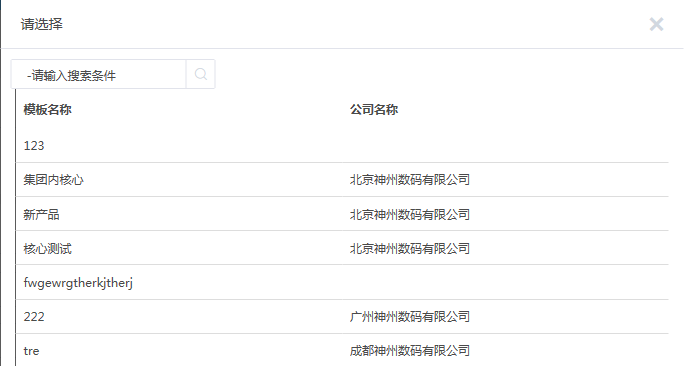 请选择
-请输入搜索条件
模板名称 公司名称
123
集团内核心 北京神州数码有限公司
新产品 北京神州数码有限公司
核心测试 北京神州数码有限公司
fwgewrgtherkjtherj
222 广州神州数码有限公司
tre 成都神州数码有限公司